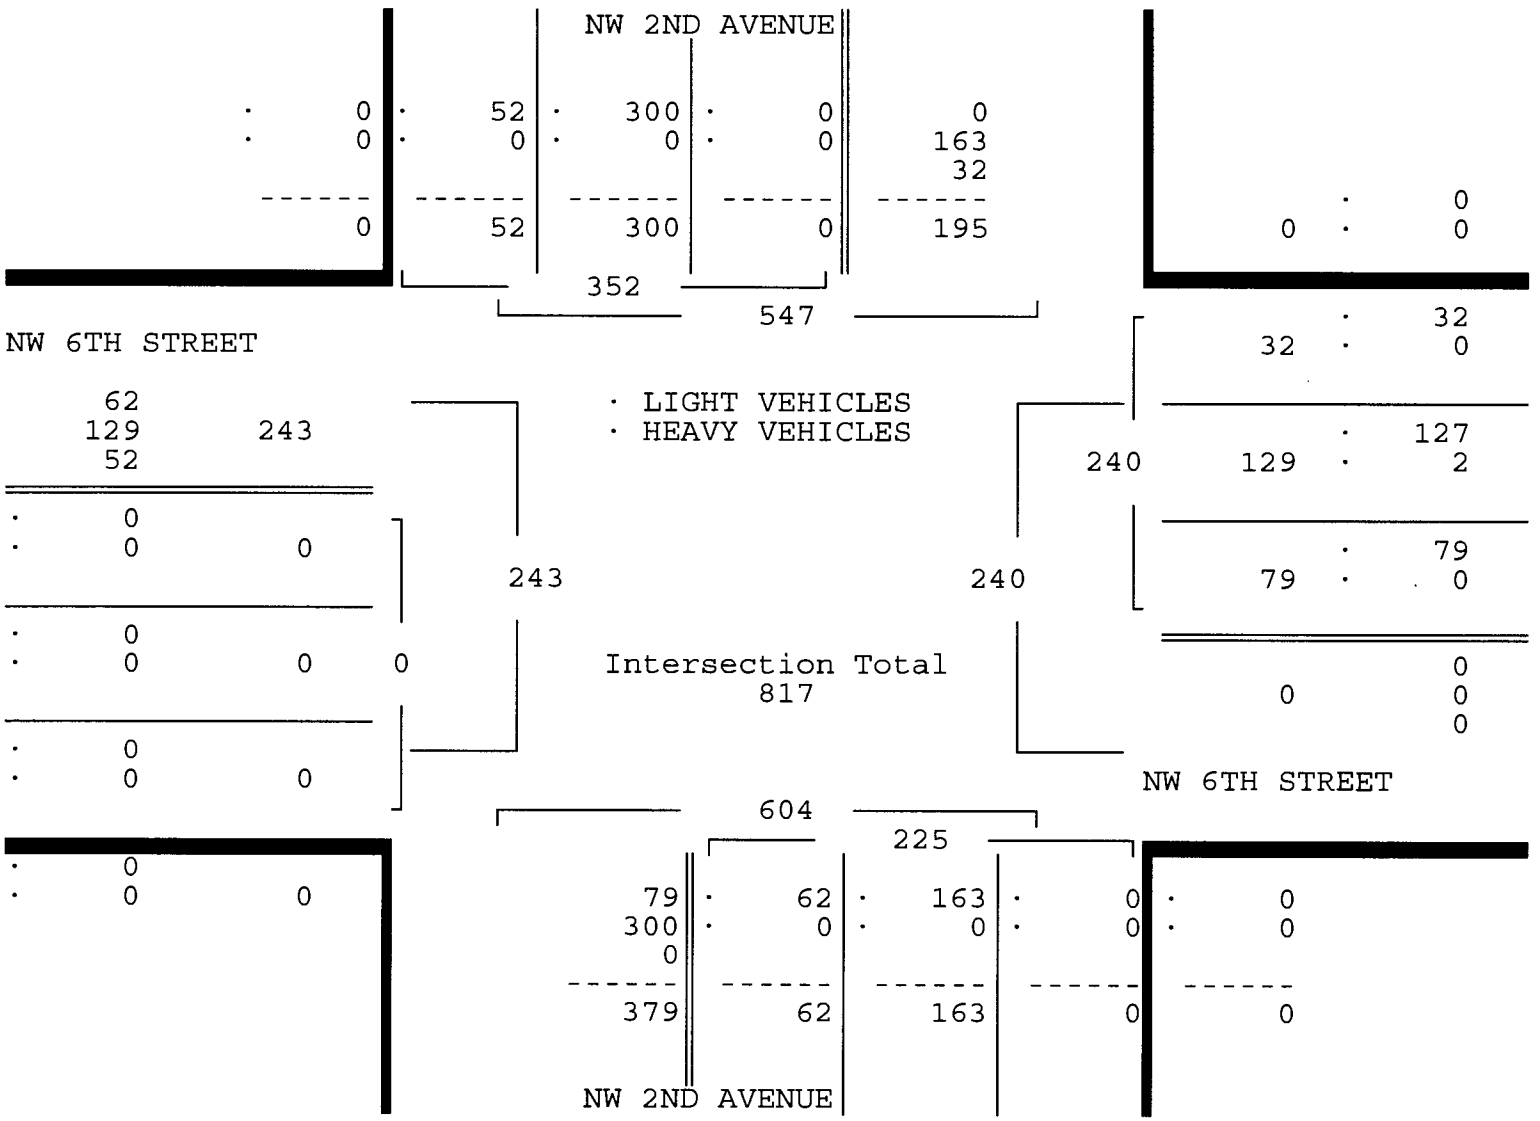 NW 2ND AVENUE
· 0 · 52 · 300 · 0 0
· 0 · 0 · 0 · 0 163
32
------ ------ ------ ------ ------
· 0
0 52 300 0 195
0 · 0
352
547
· 32
NW 6TH STREET
32 · 0
62
· LIGHT VEHICLES
129 243
· HEAVY VEHICLES
· 127
52
240 129 · 2
· 0
· 0 0
· 79
243
240
79 · 0
· 0
· 0 0 0
Intersection Total
0
817
0 0
0
· 0
· 0 0
NW 6TH STREET
604
225
· 0
· 0 0
79 · 62 · 163 · 0 · 0
300 · 0 · 0 · 0 · 0
0
------ ------ ------ ------ ------
379 62 163 0 0
NW 2ND AVENUE